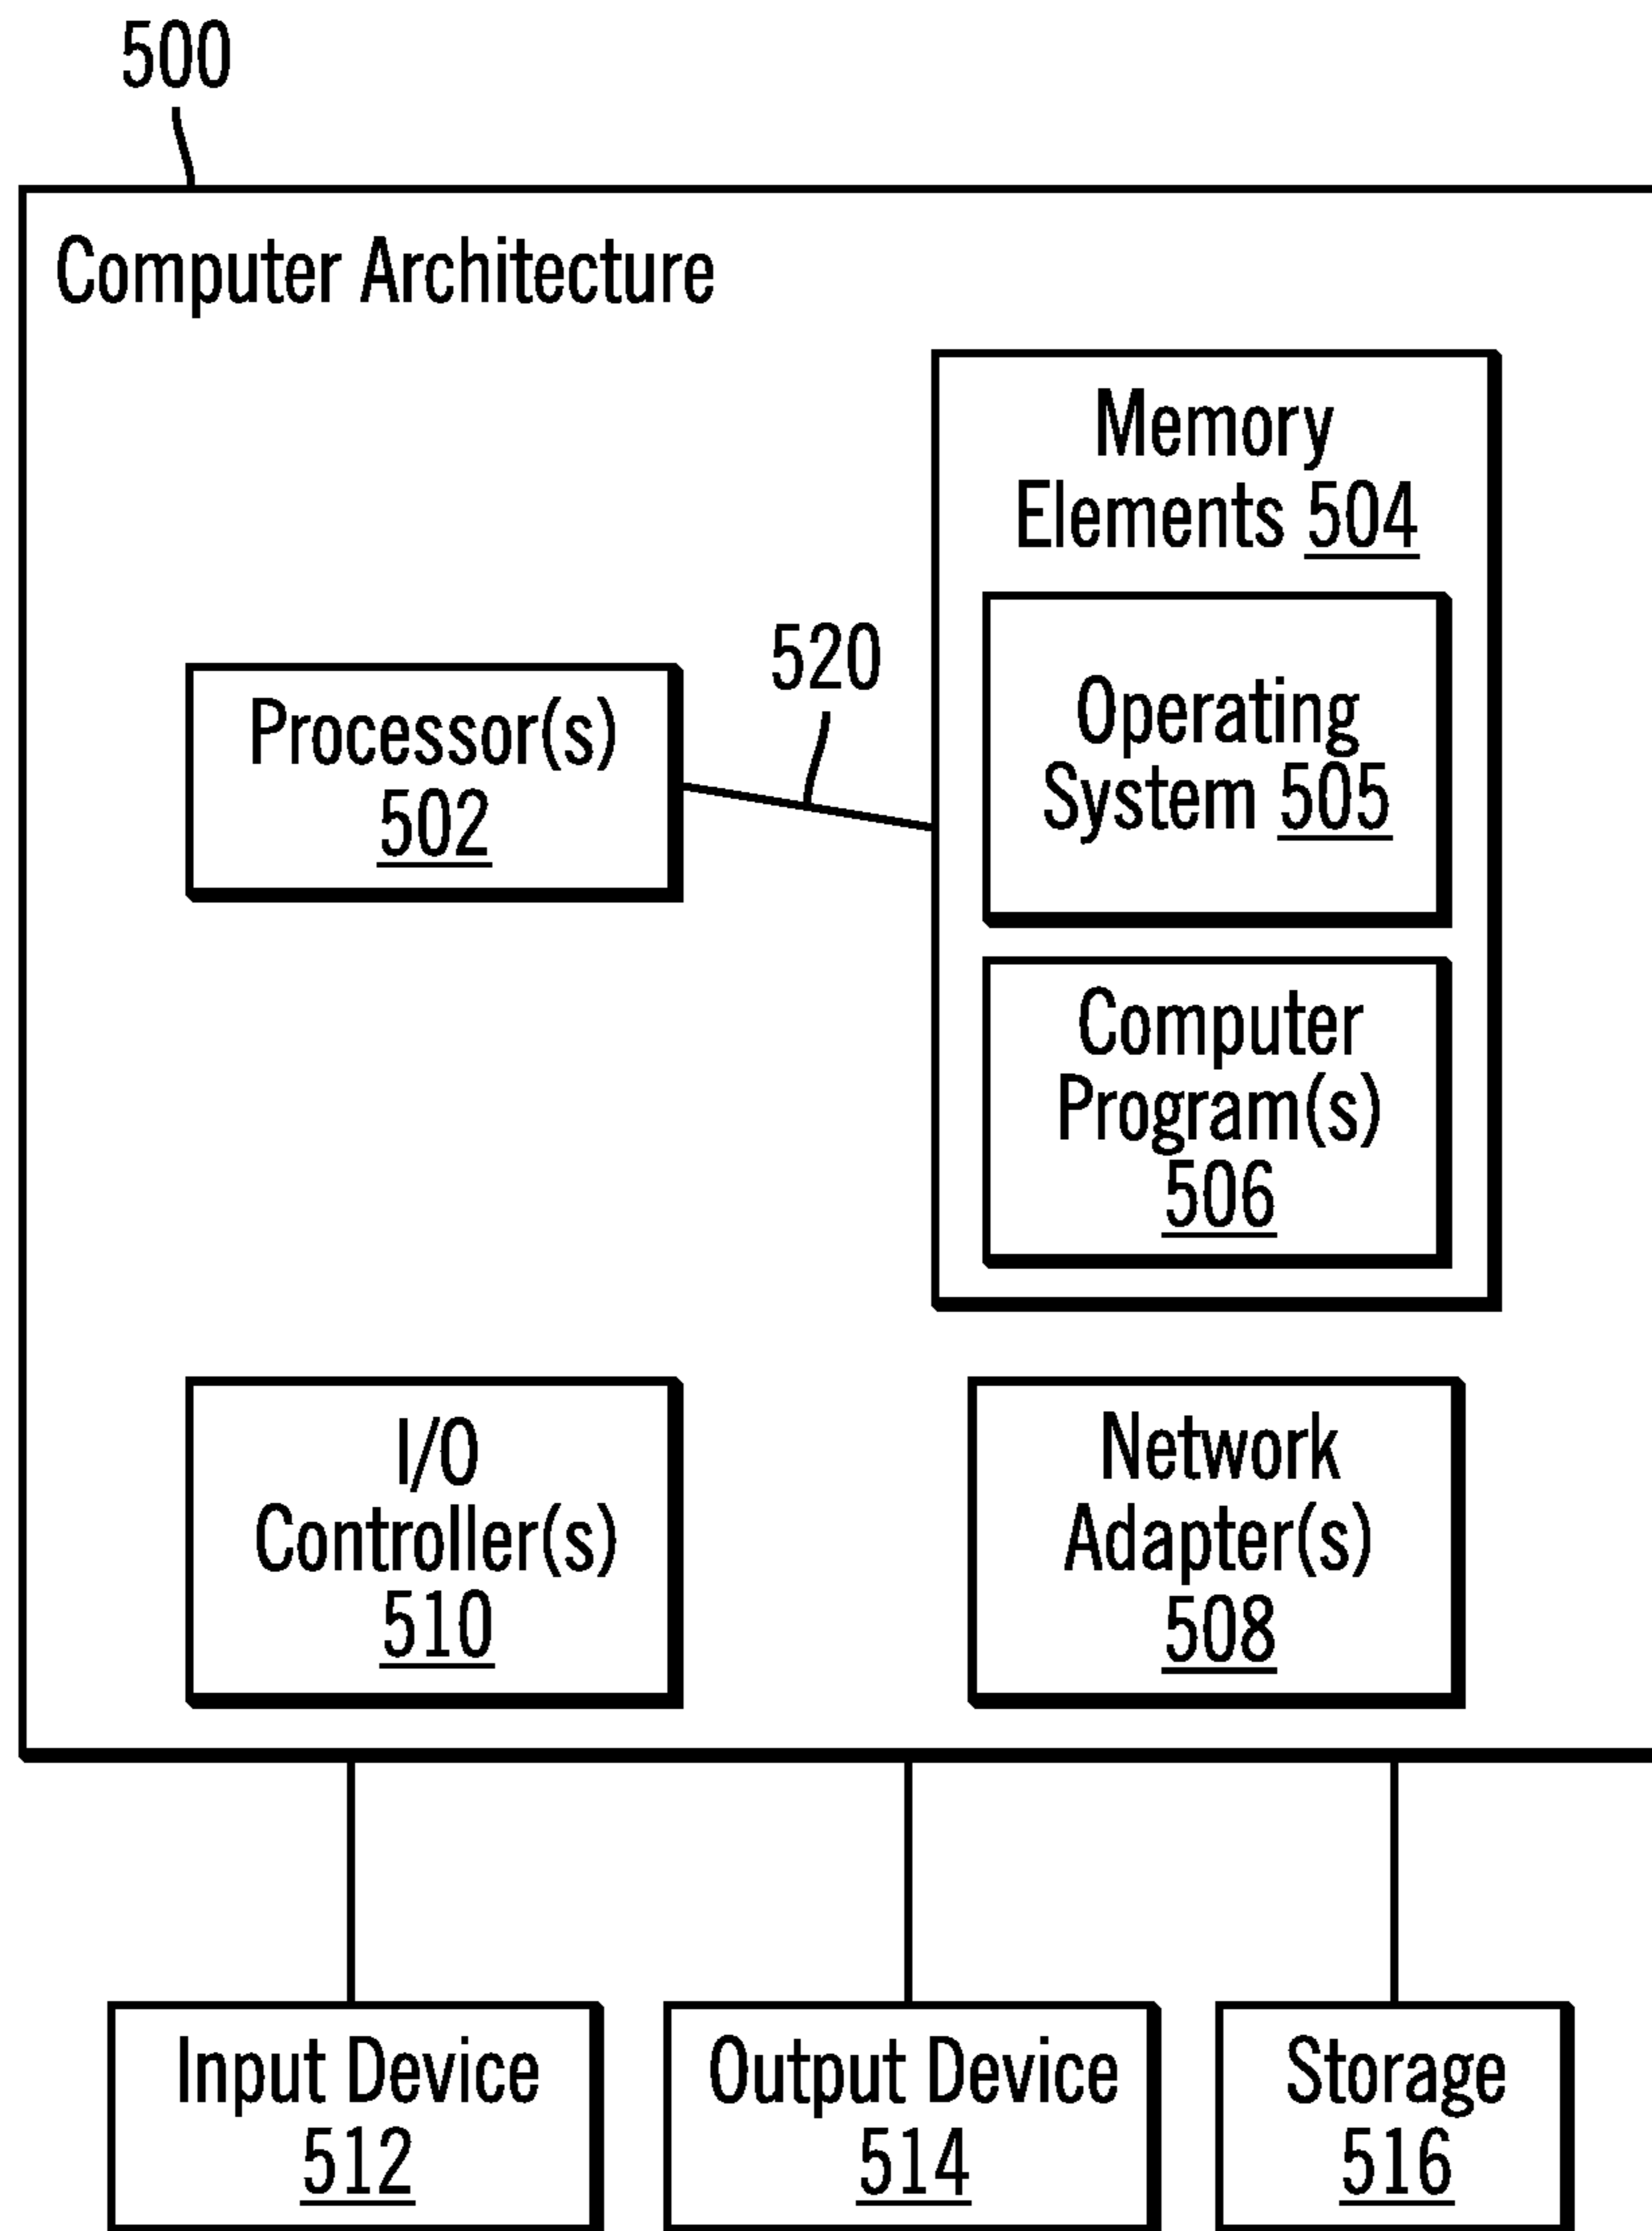 500
Computer Architecture
Memory
Elements 504
520
Processor(s)
502
Operating
System 505
Computer
Program(s)
506
I/O
Controller(s)
510
Network
Adapter(s)
508
Input Device
512
Output Device
514
Storage
516